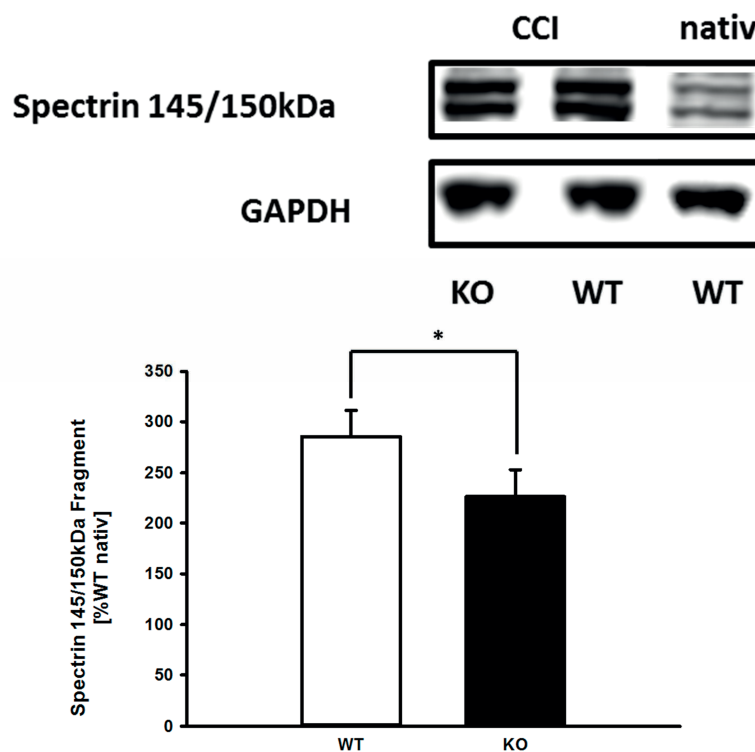 CCI nativ
Spectrin 145/150kDa
GAPDH
KO WT WT
*
350
300
250
200
150
100
50
0
Spectrin 145/150kDa Fragment
[%WT nativ]
WT KO